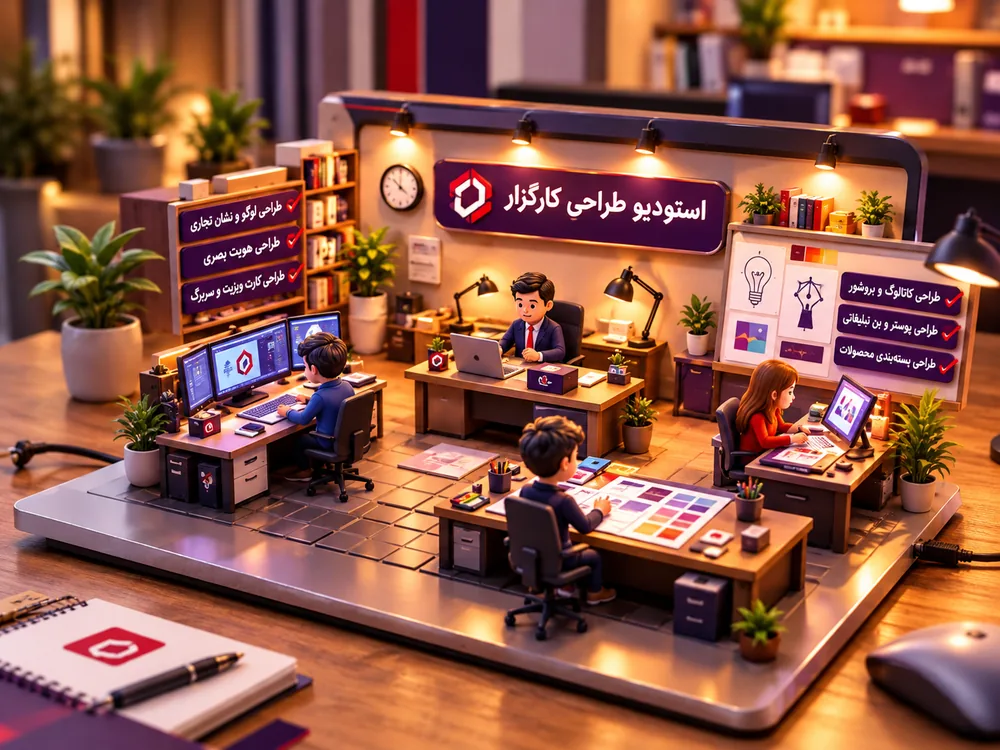 استودیو طراحی کارگزار
طراحی لوگو و نشان تجاری
طراحی هویت بصری
طراحی کارت ویزیت و سربرگ
طراحی کاتالوگ و بروشور
طراحی پوستر و بن تبلیغاتی
طراحی بسته‌بندی محصولات